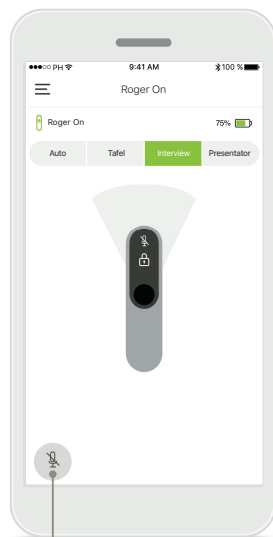 PH 9:41 AM 100 %
Roger On
Roger On 75%
Auto Tafel Interview Presentator